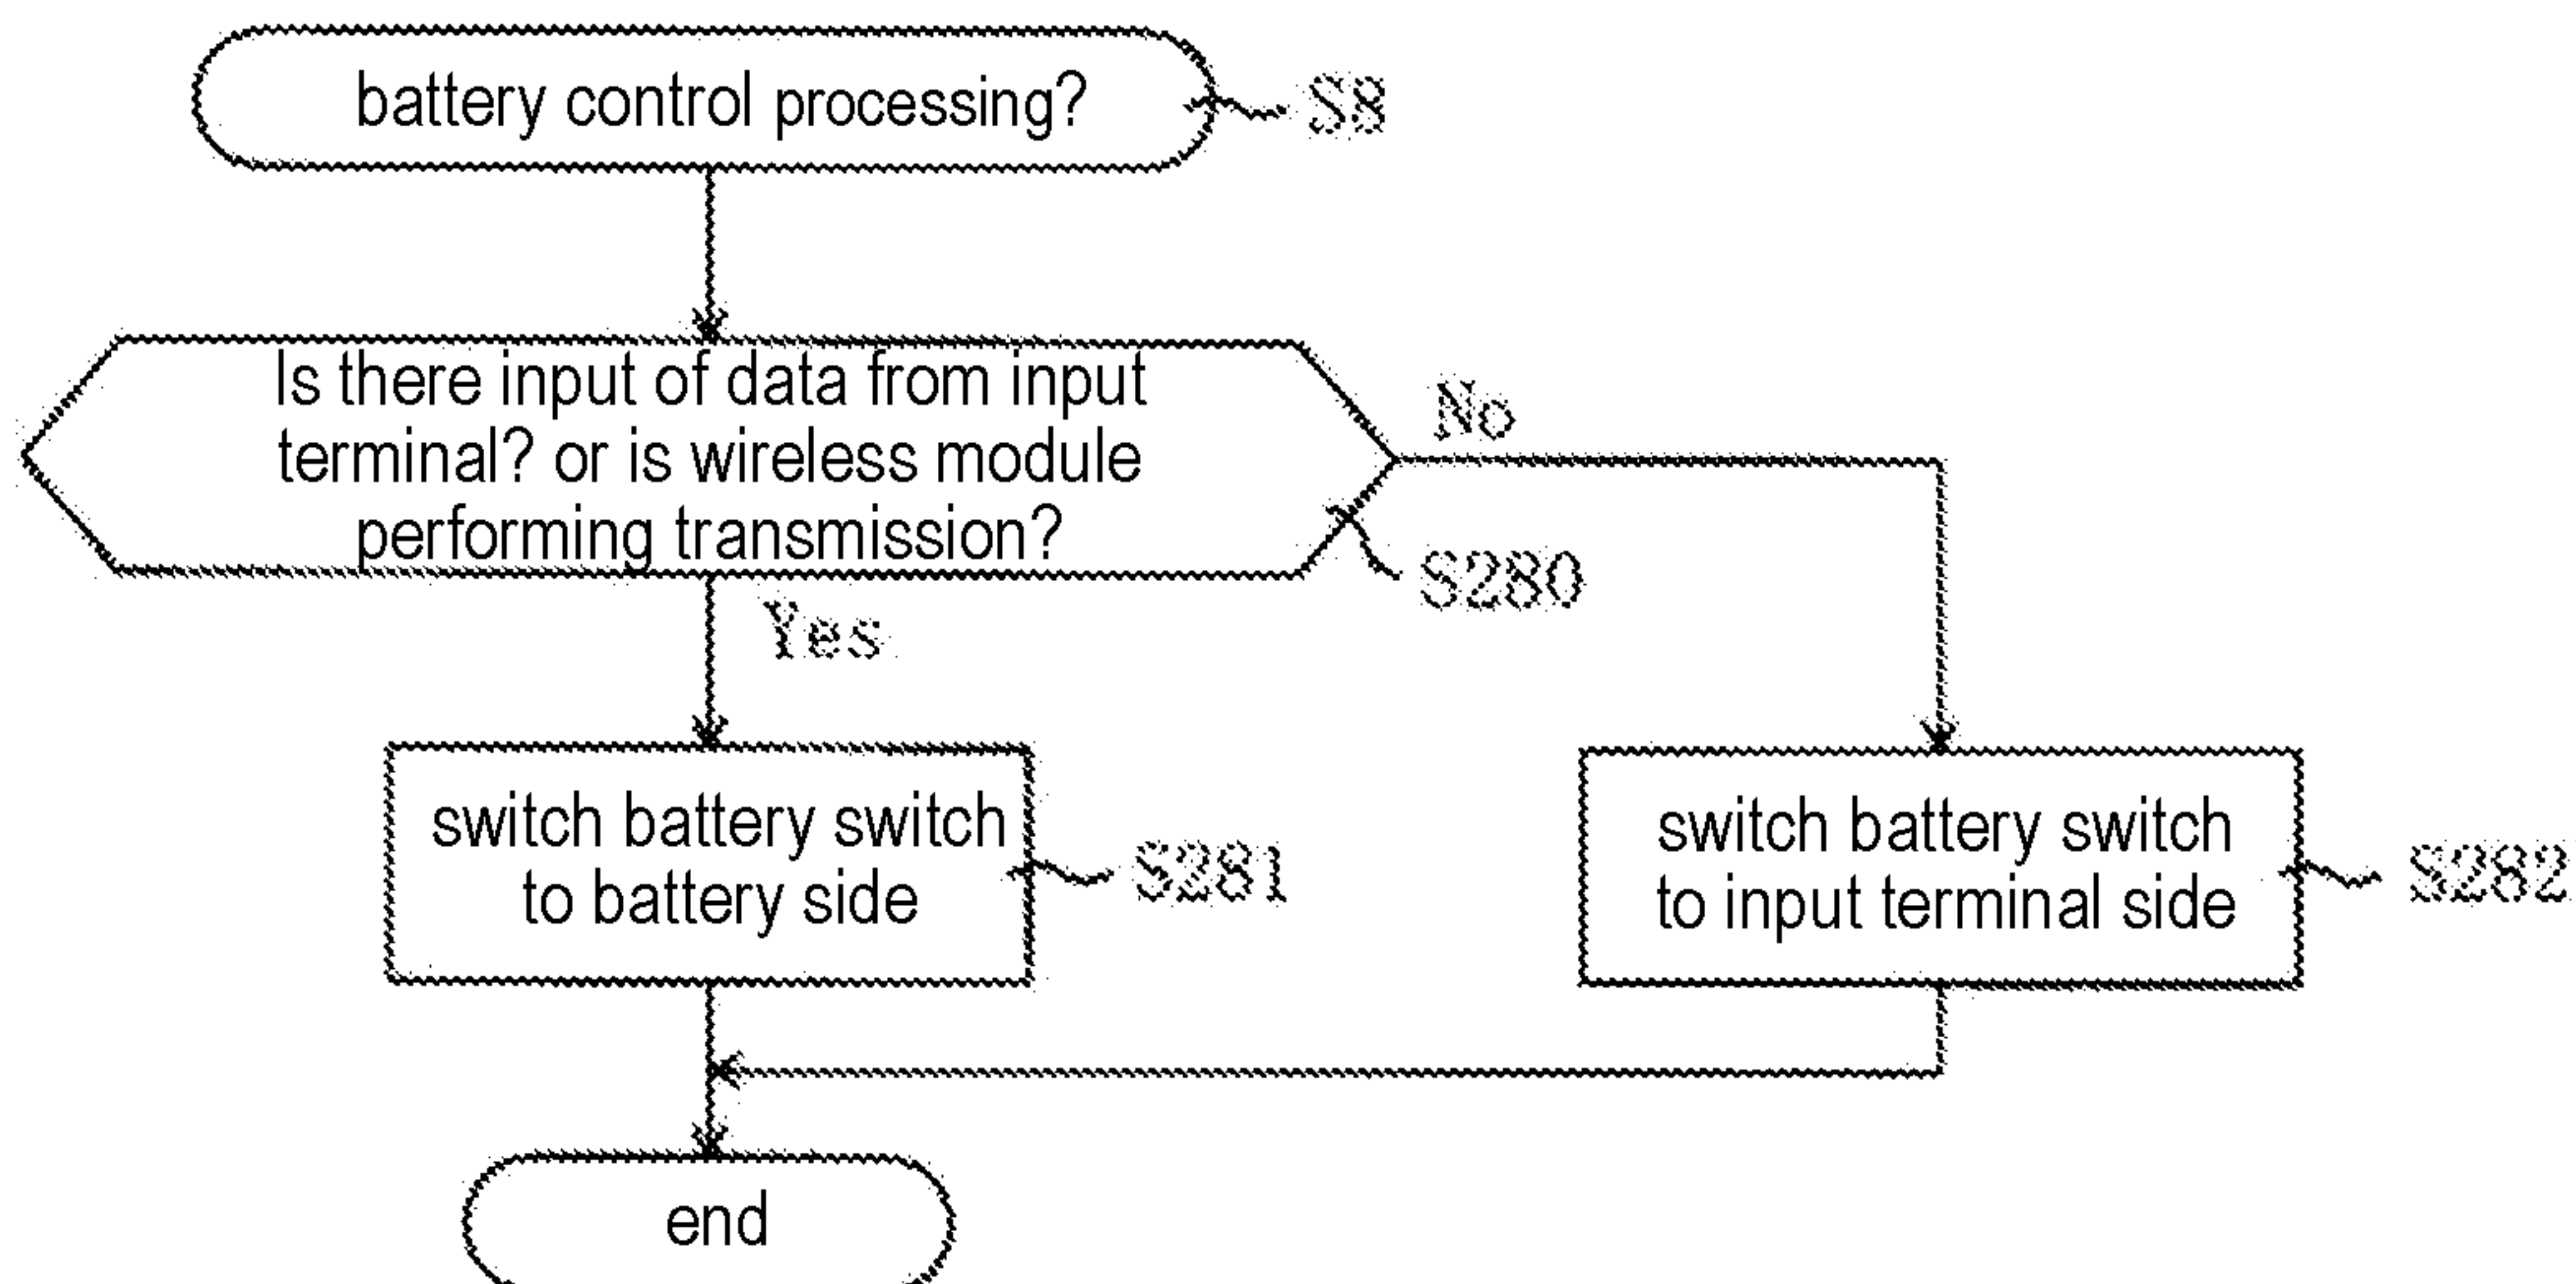 battery control processing?
S8
Is there input of data from input
terminal? or is wireless module
performing transmission?
No
S280
Yes
switch battery switch
to battery side
S281
switch battery switch
to input terminal side
S282
end